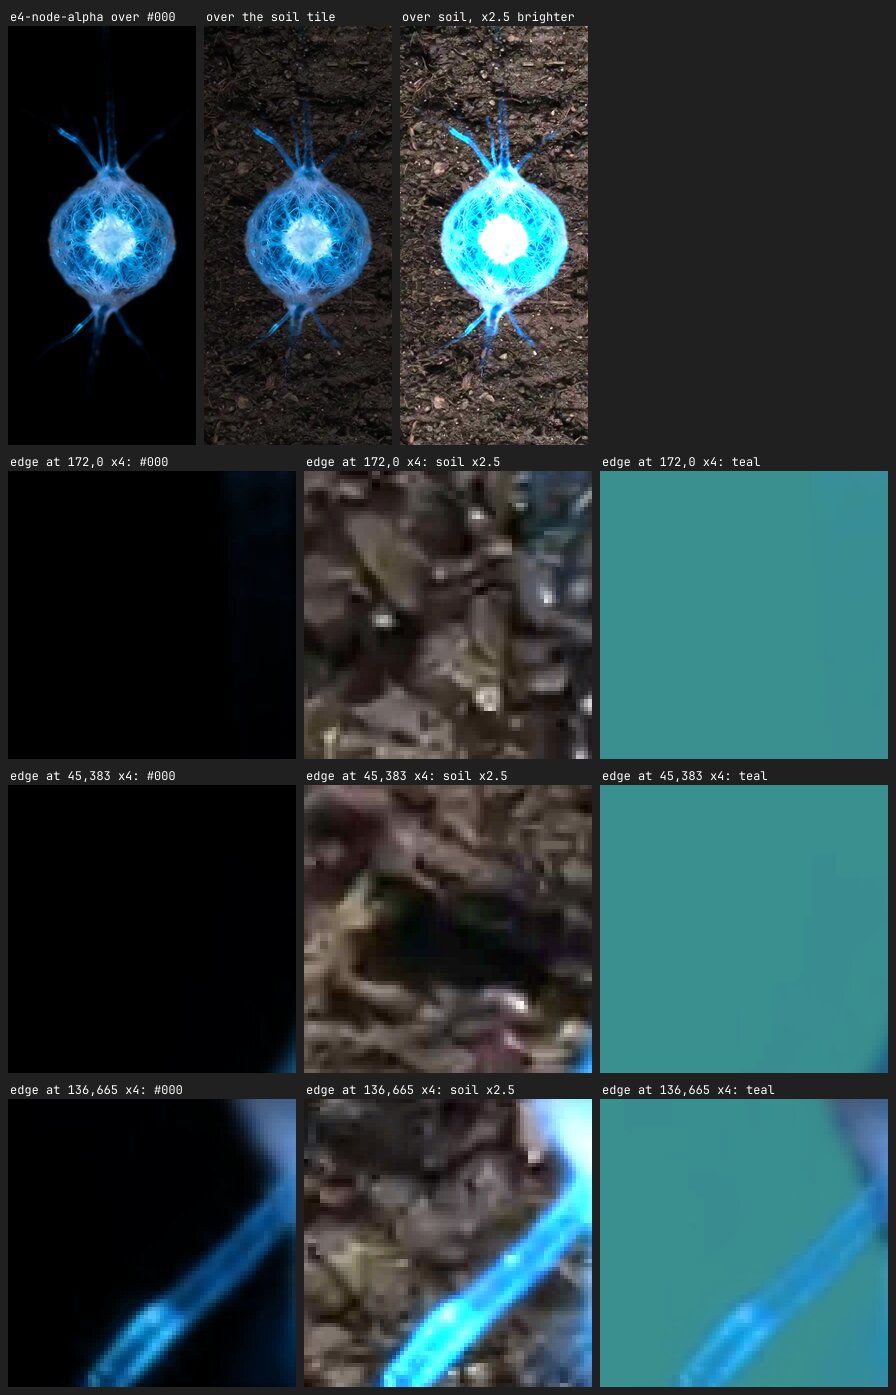 e4-node-alpha over #000
over the soil tile
over soil, x2.5 brighter
edge at 172,0 x4: #000
edge at 172,0 x4: soil x2.5
edge at 172,0 x4: teal
edge at 45,383 x4: #000
edge at 45,383 x4: soil x2.5
edge at 45,383 x4: teal
edge at 136,665 x4: #000
edge at 136,665 x4: soil x2.5
edge at 136,665 x4: teal